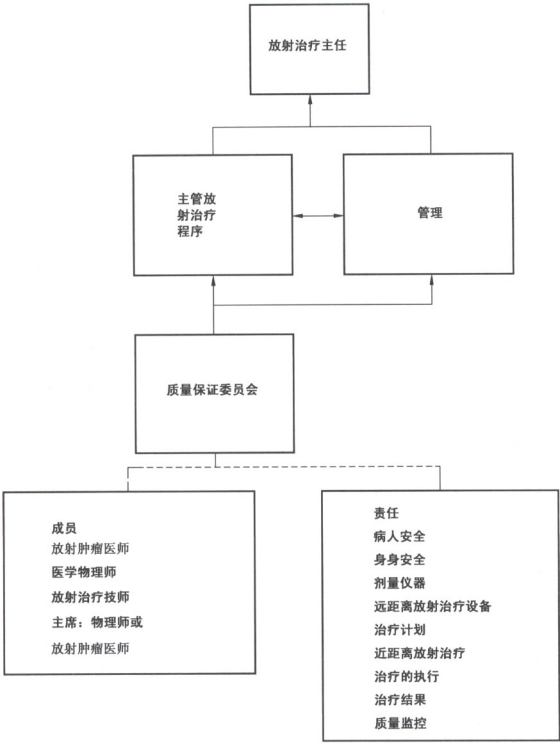 放射治疗主任
主管放
射治疗
程序
管理
质量保证委员会
成员
放射肿瘤医师
医学物理师
放射治疗技师
主席：物理师或
放射肿瘤医师
责任
病人安全
身身安全
剂量仪器
远距离放射治疗设备
治疗计划
近距离放射治疗
治疗的执行
治疗结果
质量监控